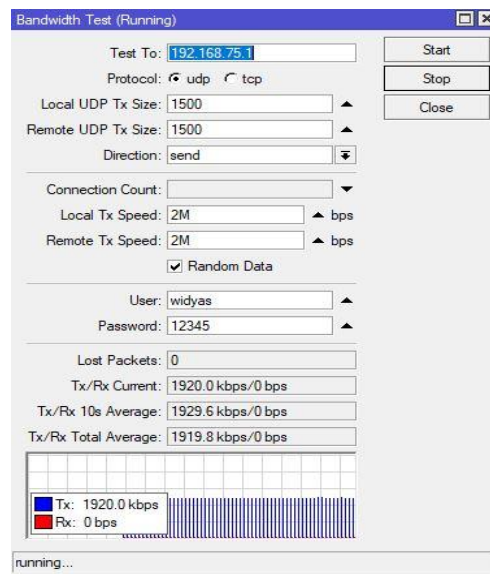 Bandwidth Test (Running)
Test To: 192.168.75.1
Start
Protocol: udp tcp
Stop
Local UDP Tx Size: 1500
Close
Remote UDP Tx Size: 1500
Direction: send
Connection Count:
Local Tx Speed: 2M bps
Remote Tx Speed: 2M bps
Random Data
User: widyas
Password: 12345
Lost Packets: 0
Tx/Rx Current: 1920.0 kbps/0 bps
Tx/Rx 10s Average: 1929.6 kbps/0 bps
Tx/Rx Total Average: 1919.8 kbps/0 bps
Tx: 1920.0 kbps
Rx: 0 bps
running...